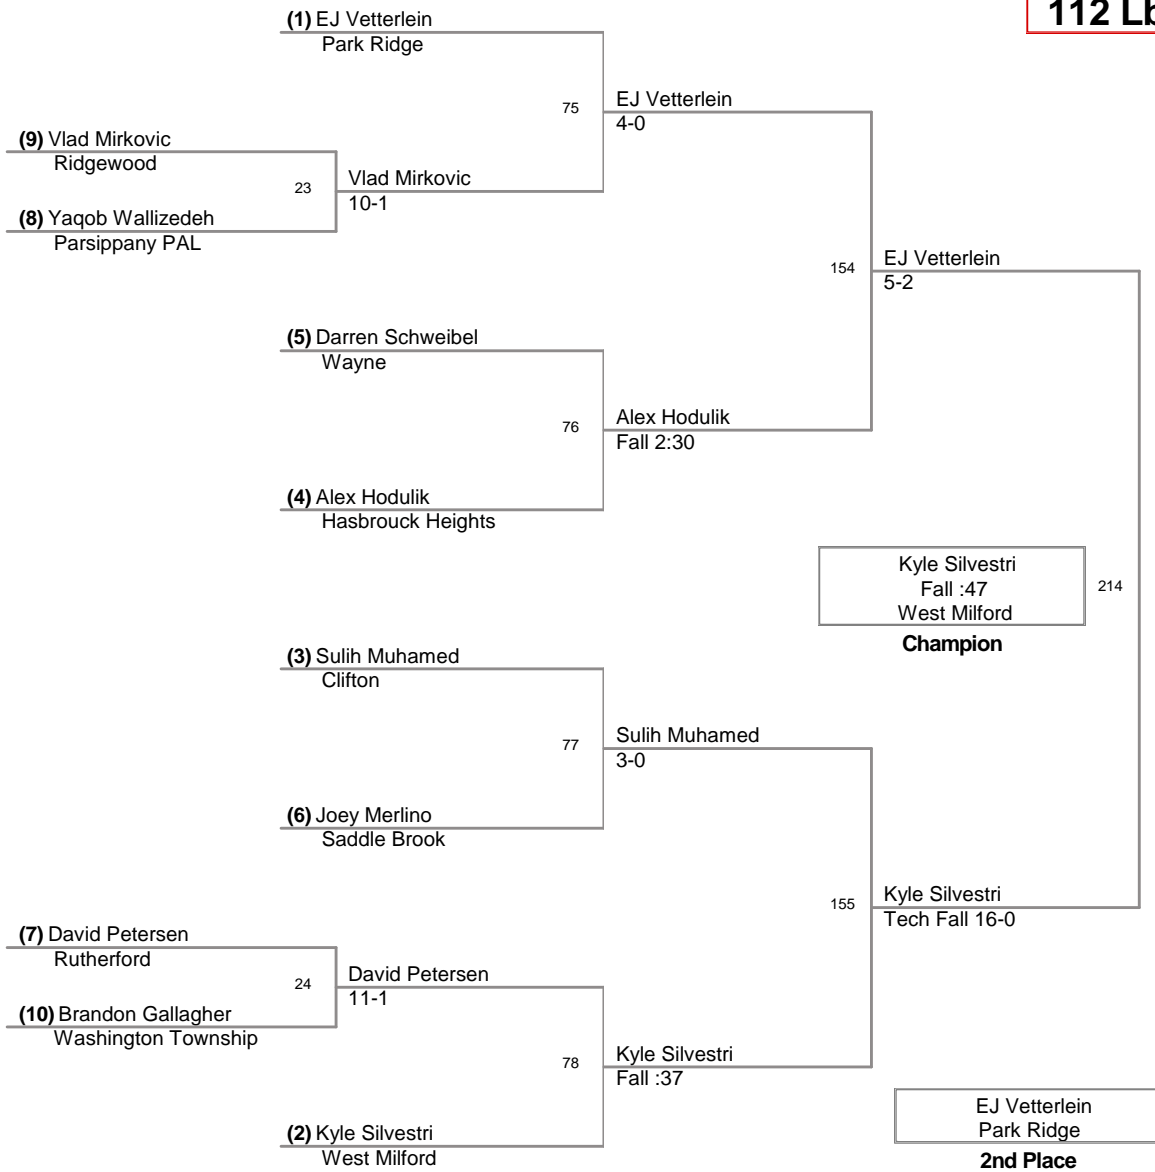 112 Lb
(1) EJ Vetterlein
Park Ridge
75
EJ Vetterlein
4-0
(9) Vlad Mirkovic
Ridgewood
23
Vlad Mirkovic
10-1
(8) Yaqob Wallizedeh
Parsippany PAL
154
EJ Vetterlein
5-2
(5) Darren Schweibel
Wayne
76
Alex Hodulik
Fall 2:30
(4) Alex Hodulik
Hasbrouck Heights
Kyle Silvestri
Fall :47
West Milford
214
Champion
(3) Sulih Muhamed
Clifton
77
Sulih Muhamed
3-0
(6) Joey Merlino
Saddle Brook
155
Kyle Silvestri
Tech Fall 16-0
(7) David Petersen
Rutherford
24
David Petersen
11-1
(10) Brandon Gallagher
Washington Township
78
Kyle Silvestri
Fall :37
(2) Kyle Silvestri
West Milford
EJ Vetterlein
Park Ridge
2nd Place